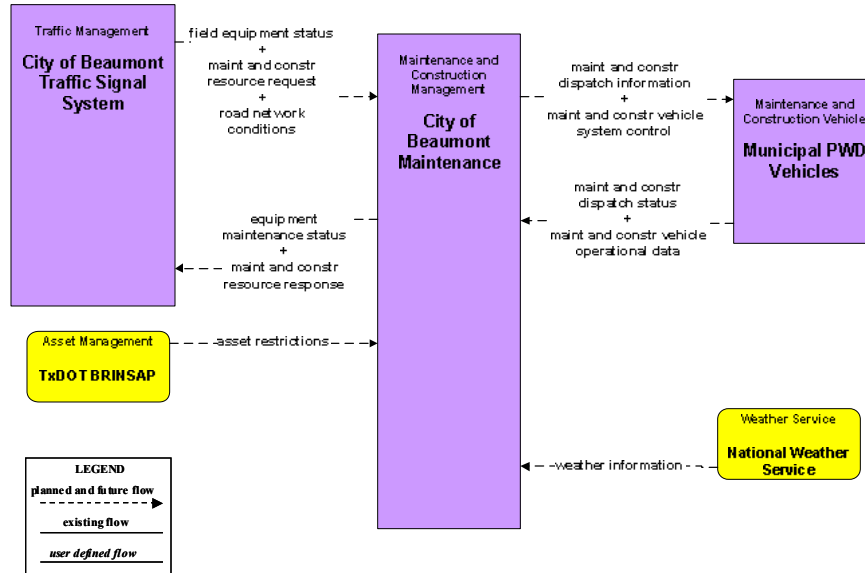 Traffic Management
City of Beaumont
Traffic Signal
System
field equipment status
+
maint and constr
resource request
+
road network
conditions
equipment
maintenance status
+
maint and constr
resource response
Maintenance and
Construction
Management
City of
Beaumont
Maintenance
maint and constr
dispatch information
+
maint and constr vehicle
system control
maint and constr
dispatch status
+
maint and constr vehicle
operational data
Maintenance and
Construction Vehicle
Municipal PWD
Vehicles
Asset Management
TxDOT BRINSAP
asset restrictions
Weather Service
National Weather
Service
weather information
LEGEND
planned and future flow
existing flow
user defined flow